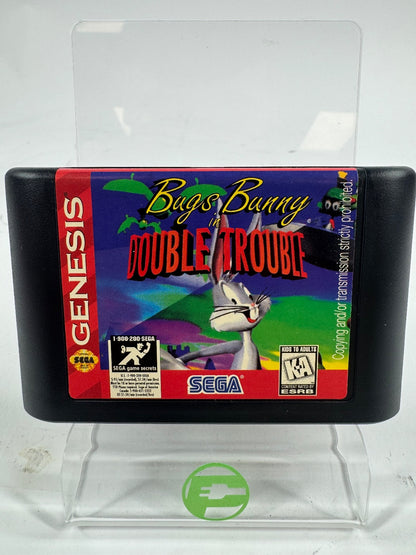 GENESIS
SEGA
Bugs Bunny
in
DOUBLE TROUBLE
Copying and/or transmission strictly prohibited.
1-900-200-SEGA
SEGA game secrets
SEGA
KIDS TO ADULTS
K-A
CONTENT RATED BY
ESRB